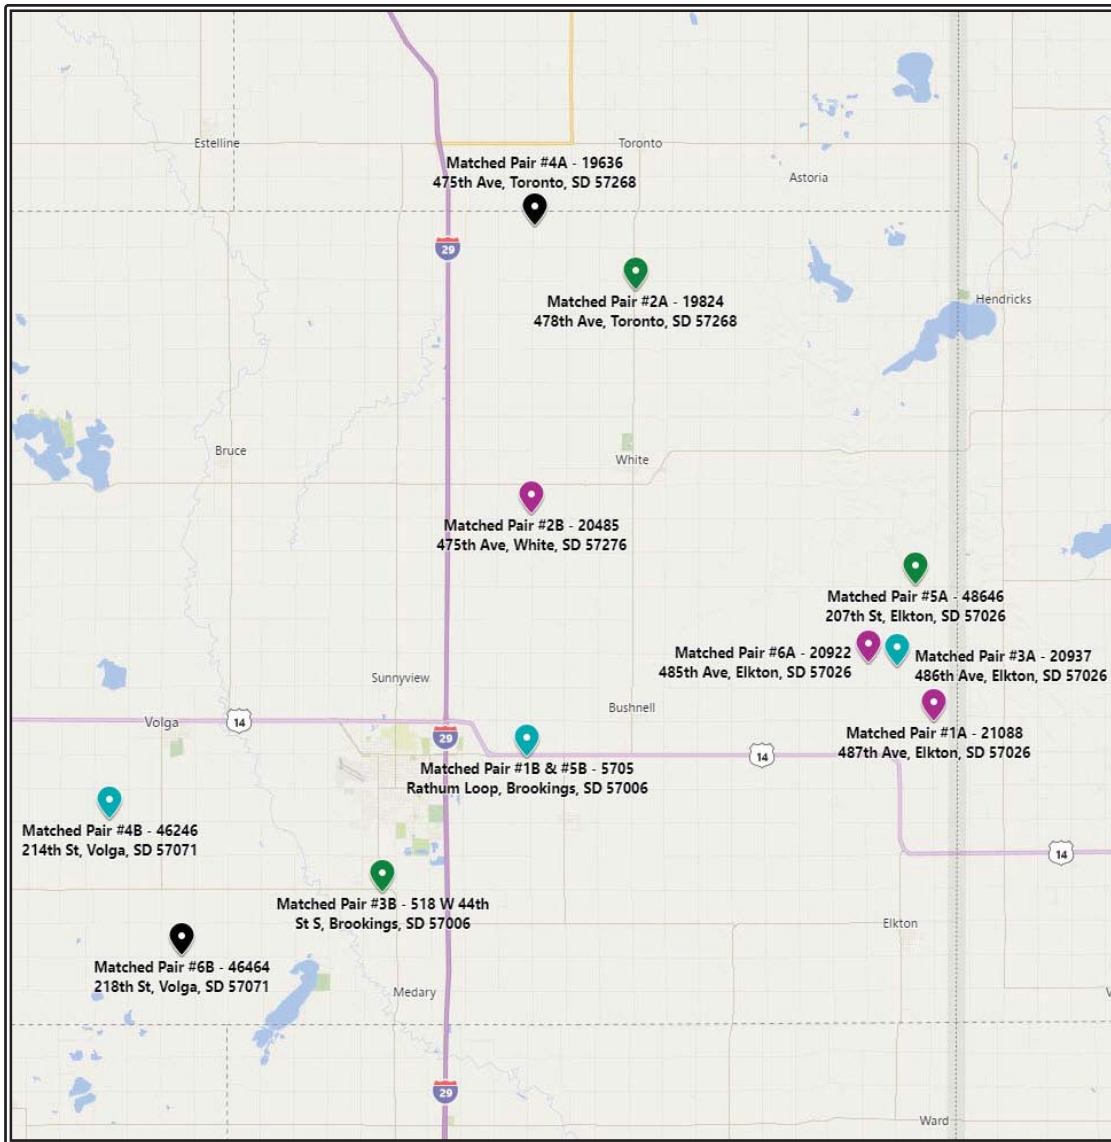 Estelline
Toronto
Matched Pair #4A - 19636
475th Ave, Toronto, SD 57268
Astoria
29
Matched Pair #2A - 19824
478th Ave, Toronto, SD 57268
Hendricks
Bruce
White
Matched Pair #2B - 20485
475th Ave, White, SD 57276
Matched Pair #5A - 48646
207th St, Elkton, SD 57026
Matched Pair #6A - 20922
485th Ave, Elkton, SD 57026
Matched Pair #3A - 20937
486th Ave, Elkton, SD 57026
Sunnyview
Bushnell
Volga
14
29
Matched Pair #1A - 21088
487th Ave, Elkton, SD 57026
14
Matched Pair #1B & #5B - 5705
Rathum Loop, Brookings, SD 57006
Matched Pair #4B - 46246
214th St, Volga, SD 57071
14
Matched Pair #3B - 518 W 44th
St S, Brookings, SD 57006
Elkton
Matched Pair #6B - 46464
218th St, Volga, SD 57071
Medary
V
29
Ward